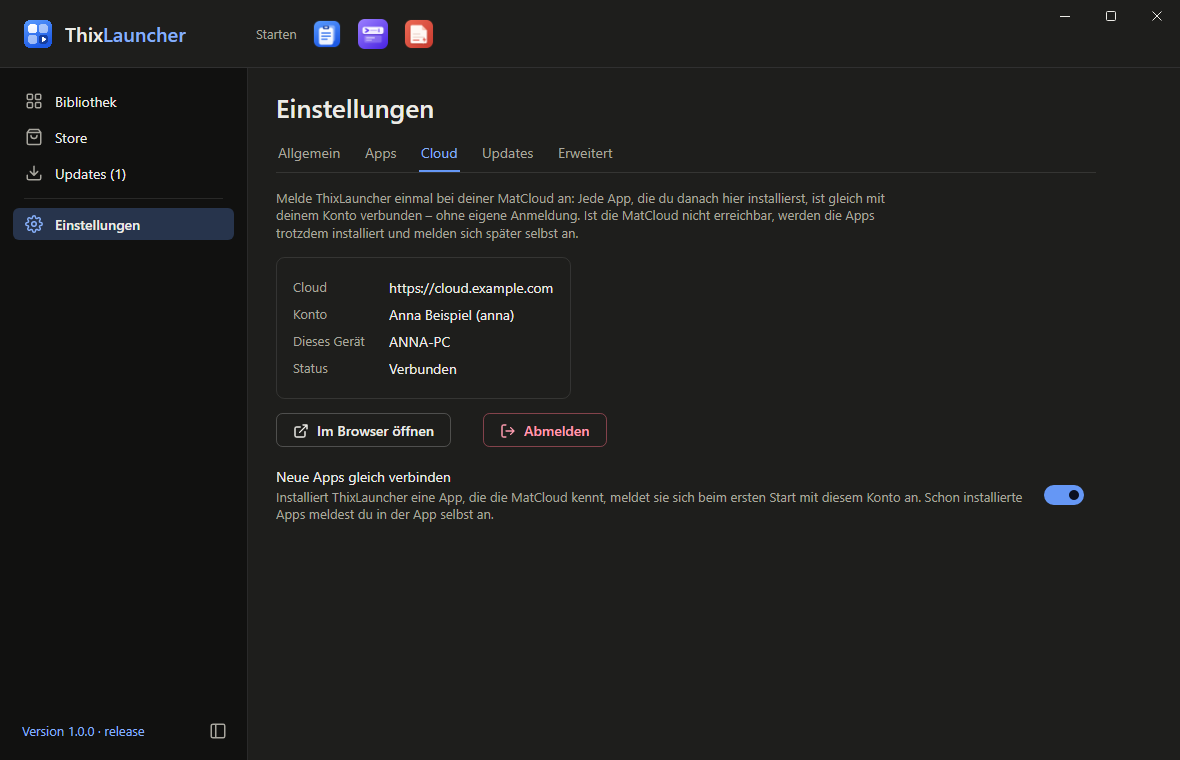 ThixLauncher
Starten
Bibliothek
Store
Updates (1)
Einstellungen
Version 1.0.0 · release
Einstellungen
Allgemein Apps Cloud Updates Erweitert
Melde ThixLauncher einmal bei deiner MatCloud an: Jede App, die du danach hier installierst, ist gleich mit
deinem Konto verbunden – ohne eigene Anmeldung. Ist die MatCloud nicht erreichbar, werden die Apps
trotzdem installiert und melden sich später selbst an.
Cloud https://cloud.example.com
Konto Anna Beispiel (anna)
Dieses Gerät ANNA-PC
Status Verbunden
Im Browser öffnen Abmelden
Neue Apps gleich verbinden
Installiert ThixLauncher eine App, die die MatCloud kennt, meldet sie sich beim ersten Start mit diesem Konto an. Schon installierte
Apps meldest du in der App selbst an.